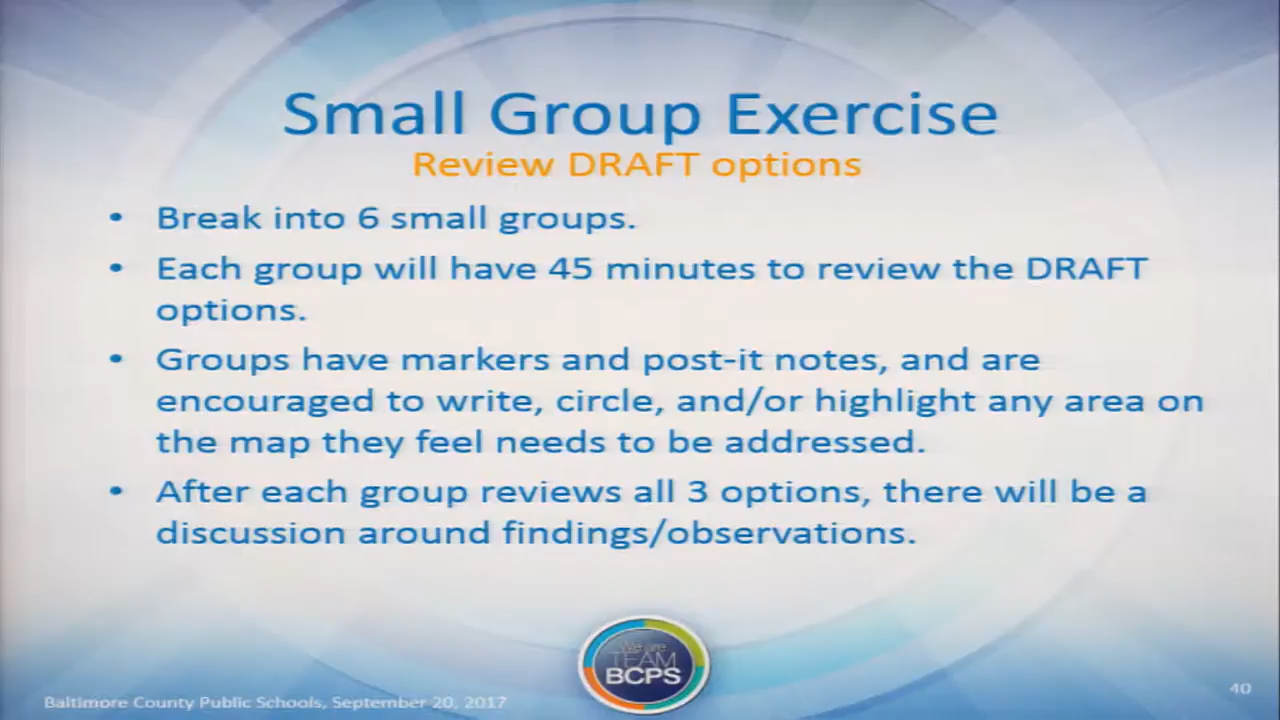 Small Group Exercise
Review DRAFT options
• Break into 6 small groups.
• Each group will have 45 minutes to review the DRAFT
options.
• Groups have markers and post-it notes, and are
encouraged to write, circle, and/or highlight any area on
the map they feel needs to be addressed.
• After each group reviews all 3 options, there will be a
discussion around findings/observations.
We are
TEAM
BCPS
Baltimore County Public Schools, September 20, 2017
40